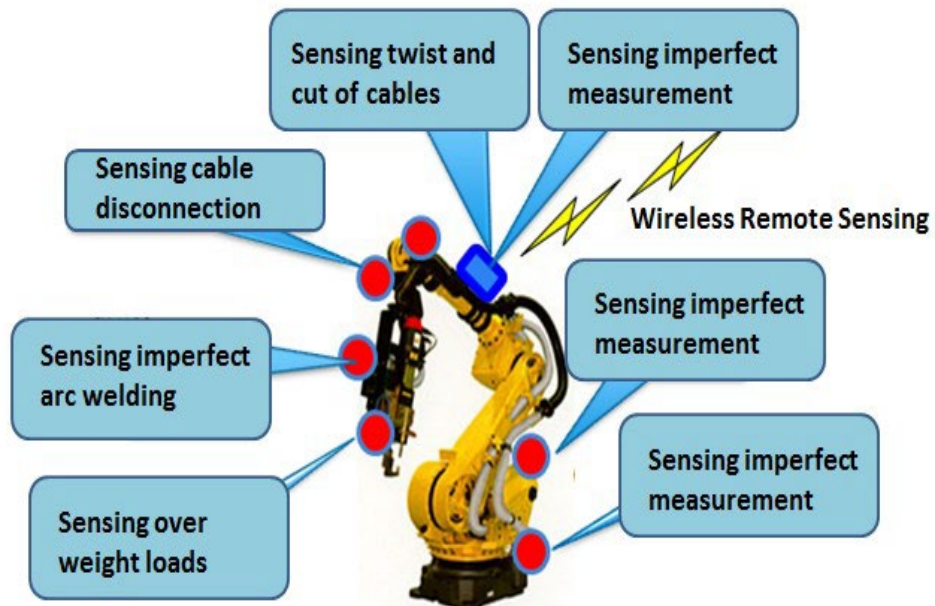 Sensing twist and
cut of cables
Sensing imperfect
measurement
Sensing cable
disconnection
Wireless Remote Sensing
Sensing imperfect
measurement
Sensing imperfect
arc welding
Sensing imperfect
measurement
Sensing over
weight loads